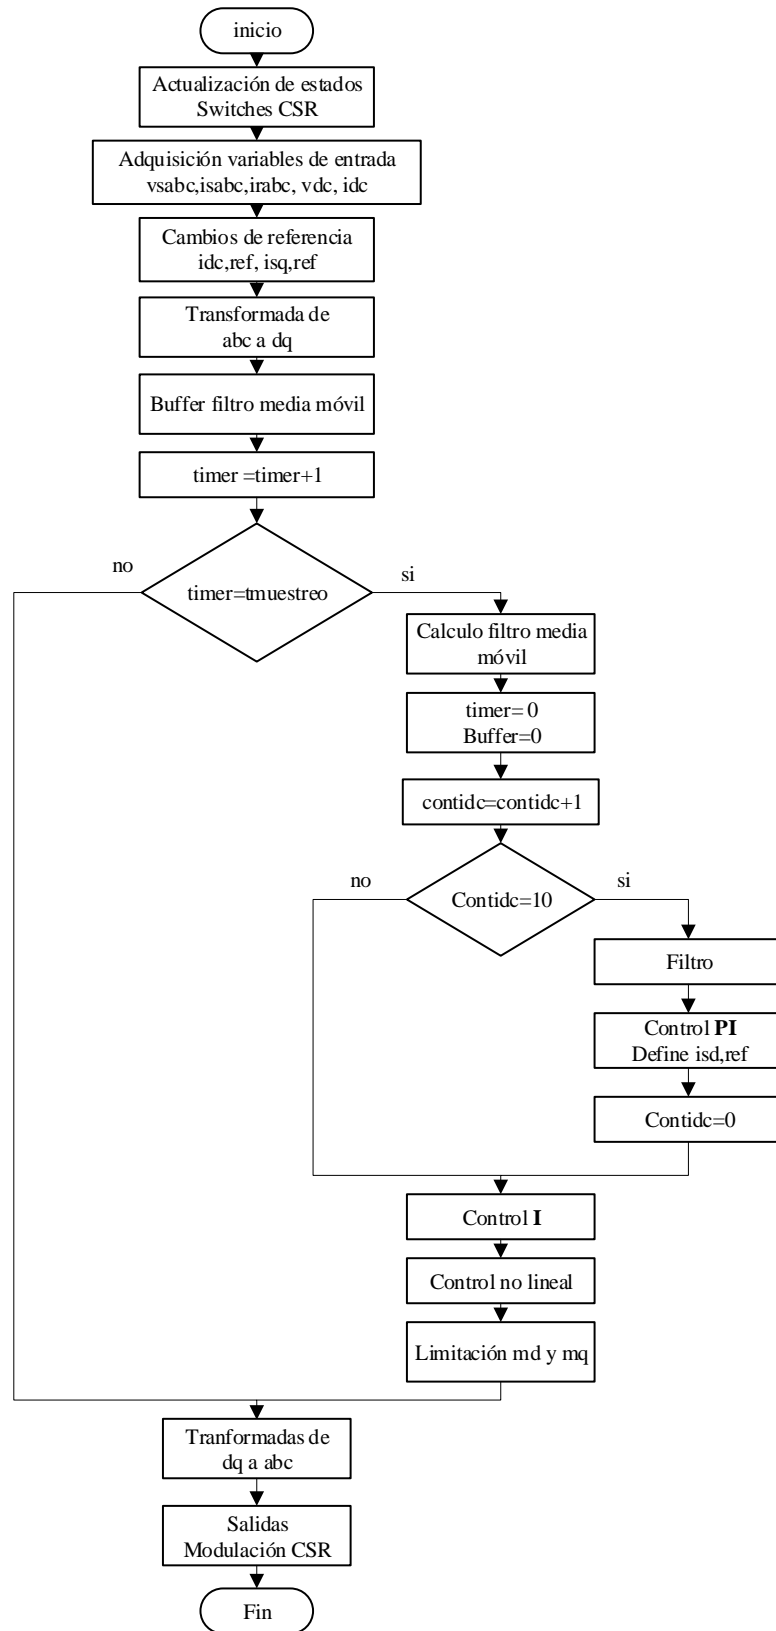 inicio
Actualización de estados
Switches CSR
Adquisición variables de entrada
vsabc,isabc,irabc, vdc, idc
Cambios de referencia
idc,ref, isq,ref
Transformada de
abc a dq
Buffer filtro media móvil
timer =timer+1
no
timer=tmuestreo
si
Calculo filtro media
móvil
timer= 0
Buffer=0
contidc=contidc+1
no
Contidc=10
si
Filtro
Control PI
Define isd,ref
Contidc=0
Control I
Control no lineal
Limitación md y mq
Tranformadas de
dq a abc
Salidas
Modulación CSR
Fin